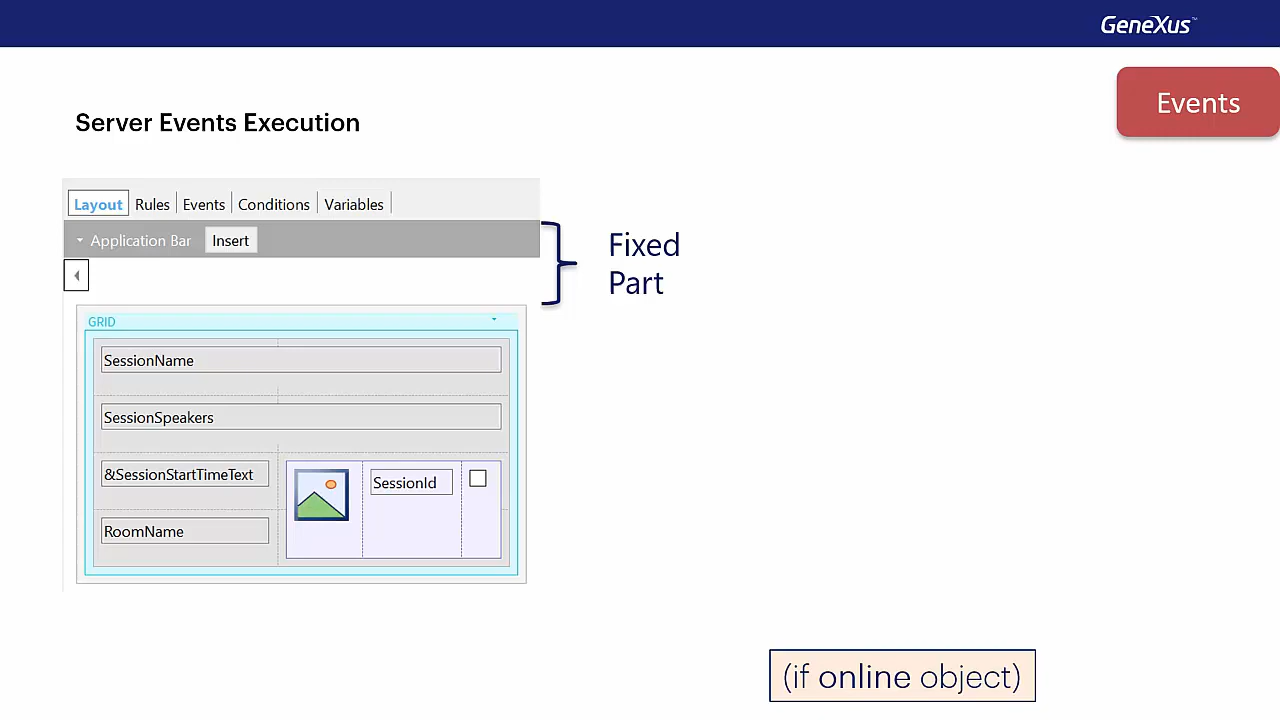 GeneXus™
Events
Server Events Execution
Layout Rules Events Conditions Variables
Application Bar Insert
Fixed
Part
GRID
SessionName
SessionSpeakers
&SessionStartTimeText
SessionId
RoomName
(if online object)